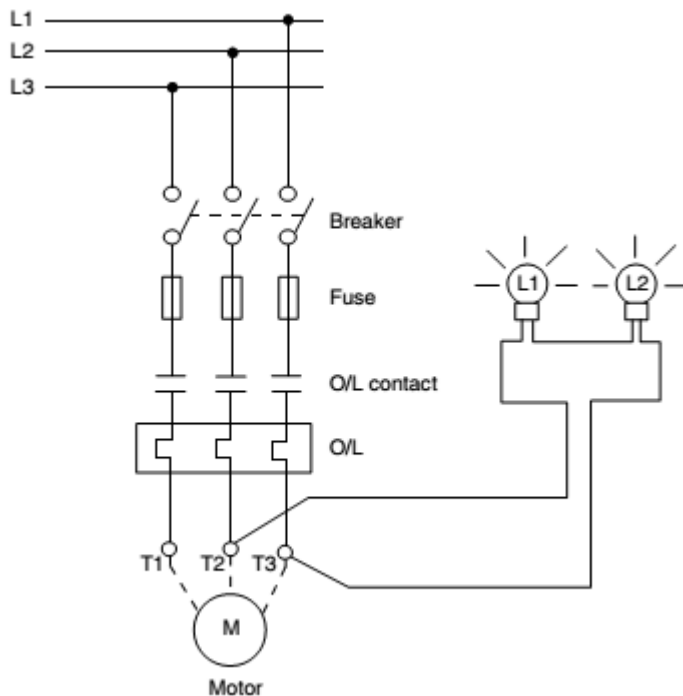 L1
L2
L3
Breaker
L1 L2
Fuse
O/L contact
O/L
T1 T2 T3
M
Motor